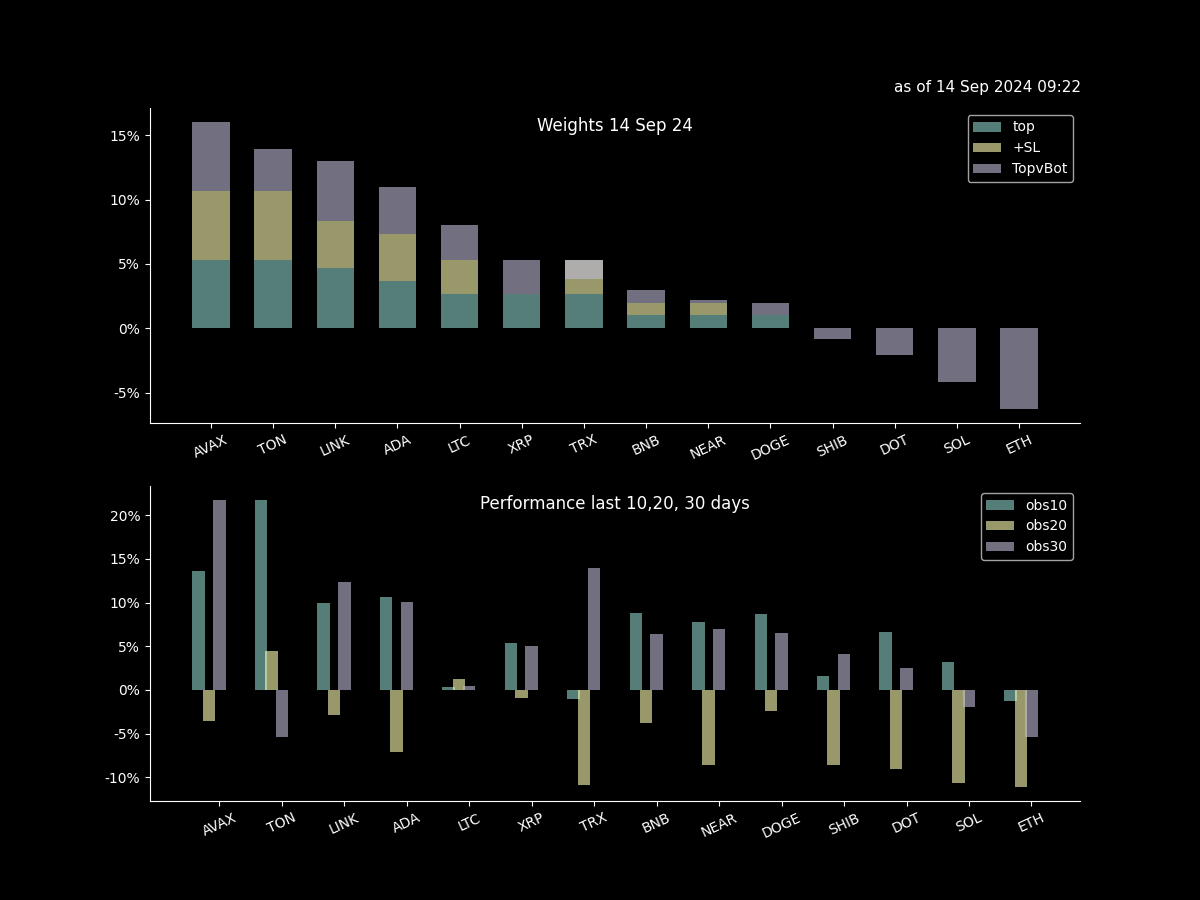 as of 14 Sep 2024 09:22
Weights 14 Sep 24
top
+SL
TopvBot
15%
10%
5%
0%
-5%
AVAX TON LINK ADA LTC XRP TRX BNB NEAR DOGE SHIB DOT SOL ETH
Performance last 10,20, 30 days
obs10
obs20
obs30
20%
15%
10%
5%
0%
-5%
-10%
AVAX TON LINK ADA LTC XRP TRX BNB NEAR DOGE SHIB DOT SOL ETH